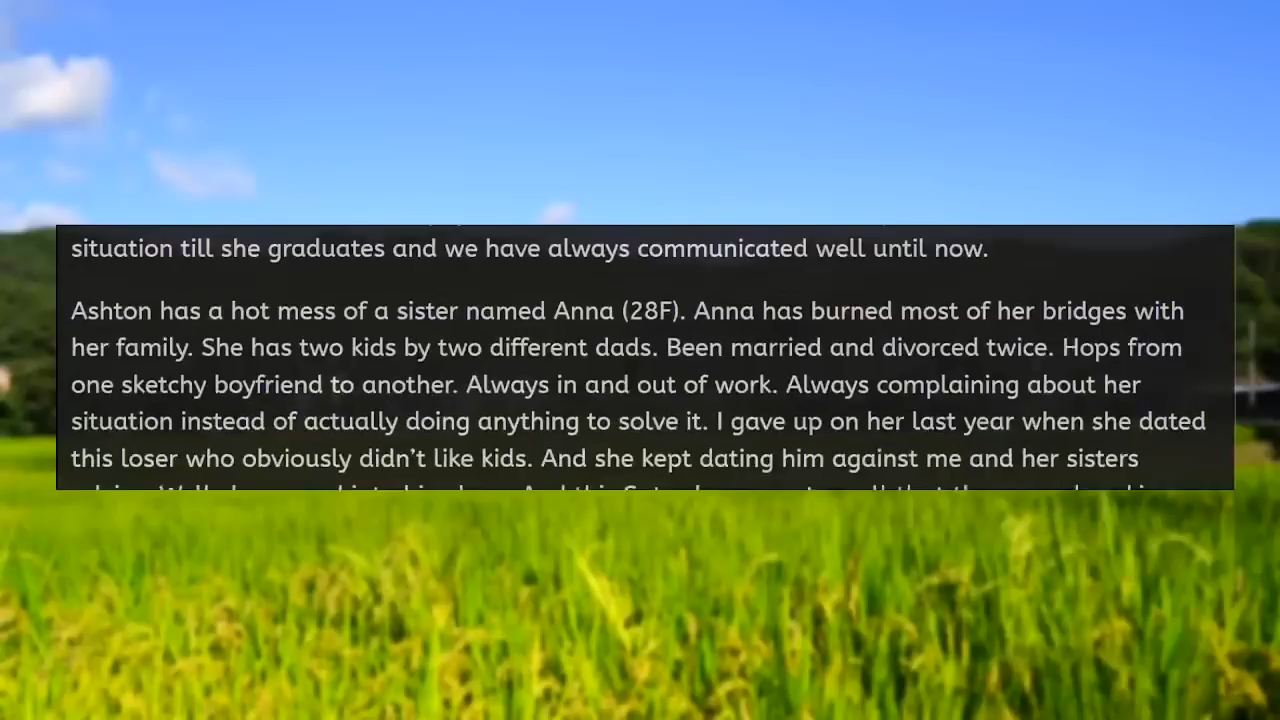 situation till she graduates and we have always communicated well until now.
Ashton has a hot mess of a sister named Anna (28F). Anna has burned most of her bridges with
her family. She has two kids by two different dads. Been married and divorced twice. Hops from
one sketchy boyfriend to another. Always in and out of work. Always complaining about her
situation instead of actually doing anything to solve it. I gave up on her last year when she dated
this loser who obviously didn’t like kids. And she kept dating him against me and her sisters